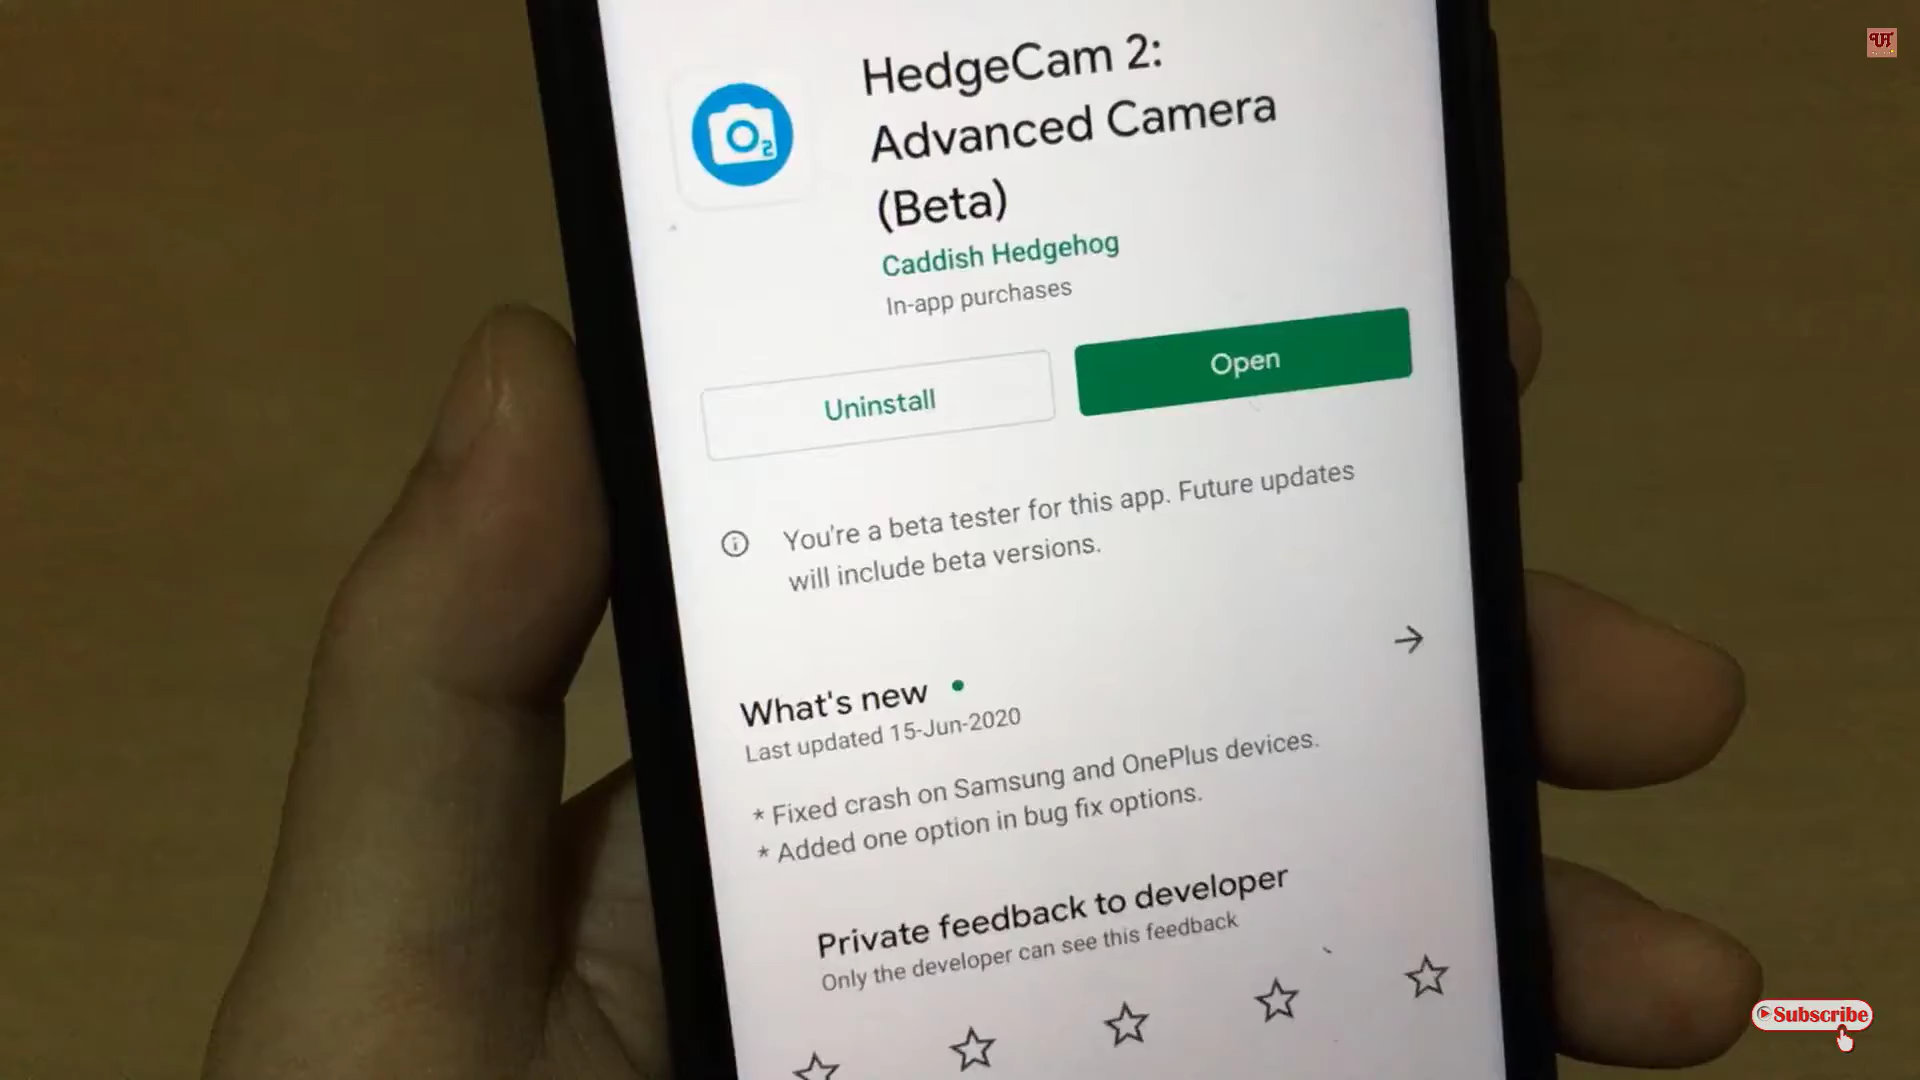 HedgeCam 2:
Advanced Camera
(Beta)
Caddish Hedgehog
In-app purchases
Uninstall
Open
You're a beta tester for this app. Future updates
will include beta versions.
What's new
Last updated 15-Jun-2020
* Fixed crash on Samsung and OnePlus devices.
* Added one option in bug fix options.
Private feedback to developer
Only the developer can see this feedback
Subscribe